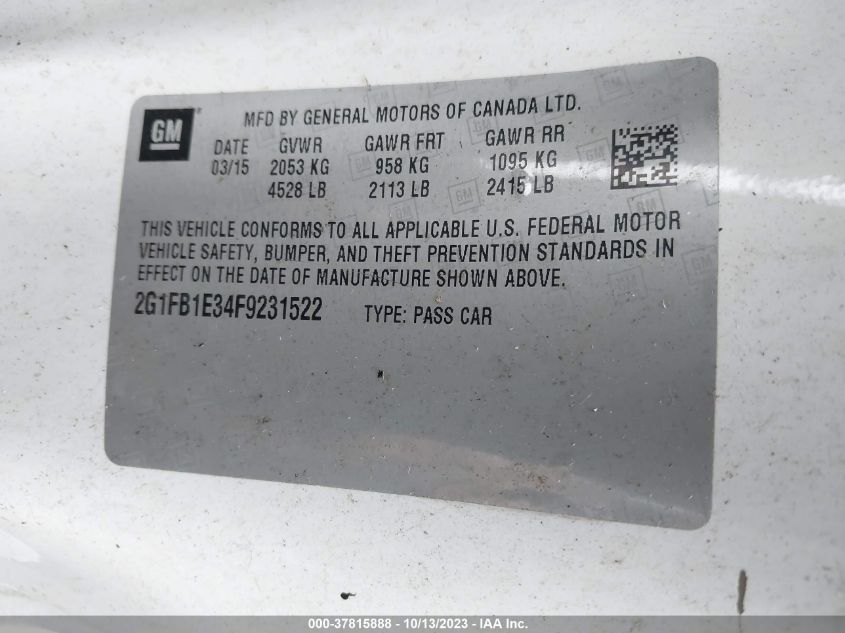 GM
MFD BY GENERAL MOTORS OF CANADA LTD.
DATE GVWR GAWR FRT GAWR RR
03/15 2053 KG 958 KG 1095 KG
4528 LB 2113 LB 2415 LB
THIS VEHICLE CONFORMS TO ALL APPLICABLE U.S. FEDERAL MOTOR
VEHICLE SAFETY, BUMPER, AND THEFT PREVENTION STANDARDS IN
EFFECT ON THE DATE OF MANUFACTURE SHOWN ABOVE.
2G1FB1E34F9231522 TYPE: PASS CAR
000-37815888 - 10/13/2023 - IAA Inc.